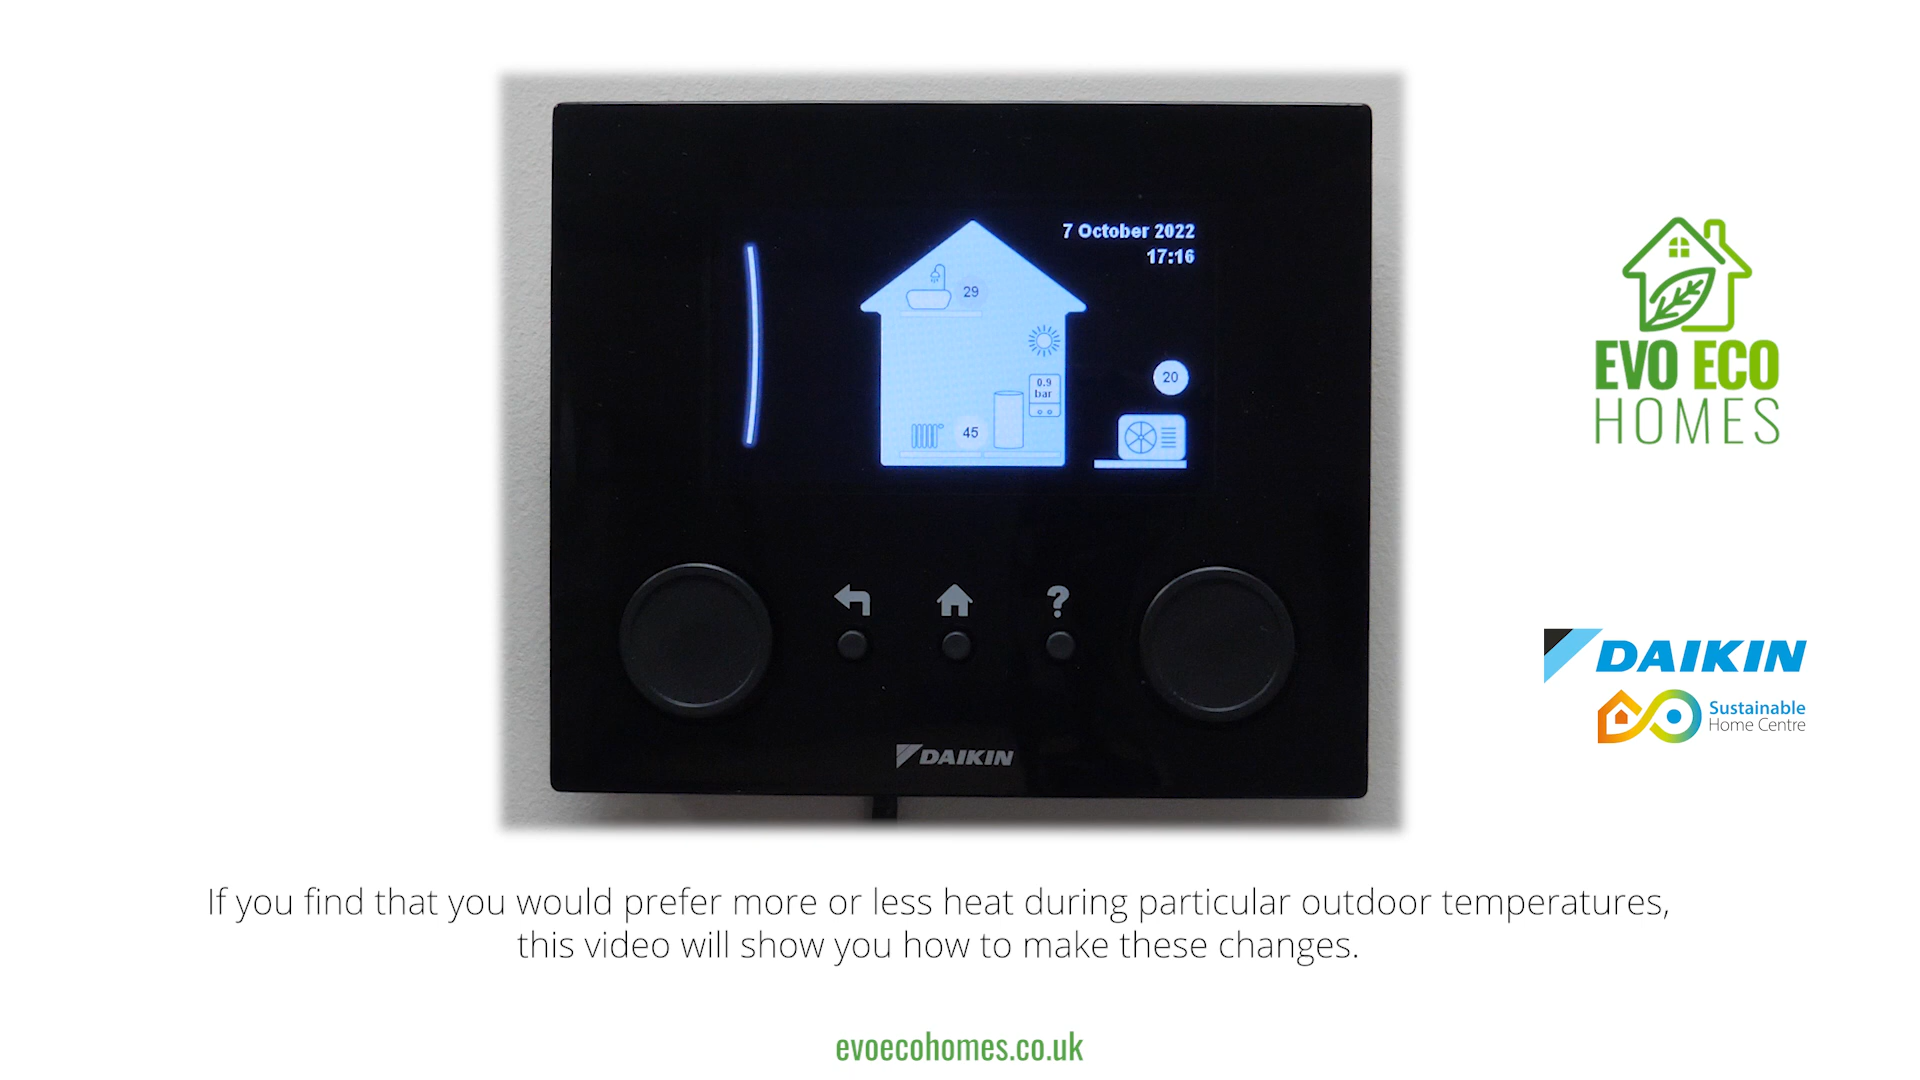 7 October 2022
17:16
29
0.9
bar
20
45
?
DAIKIN
EVO ECO
HOMES
DAIKIN
Sustainable
Home Centre
If you find that you would prefer more or less heat during particular outdoor temperatures,
this video will show you how to make these changes.
evoecohomes.co.uk